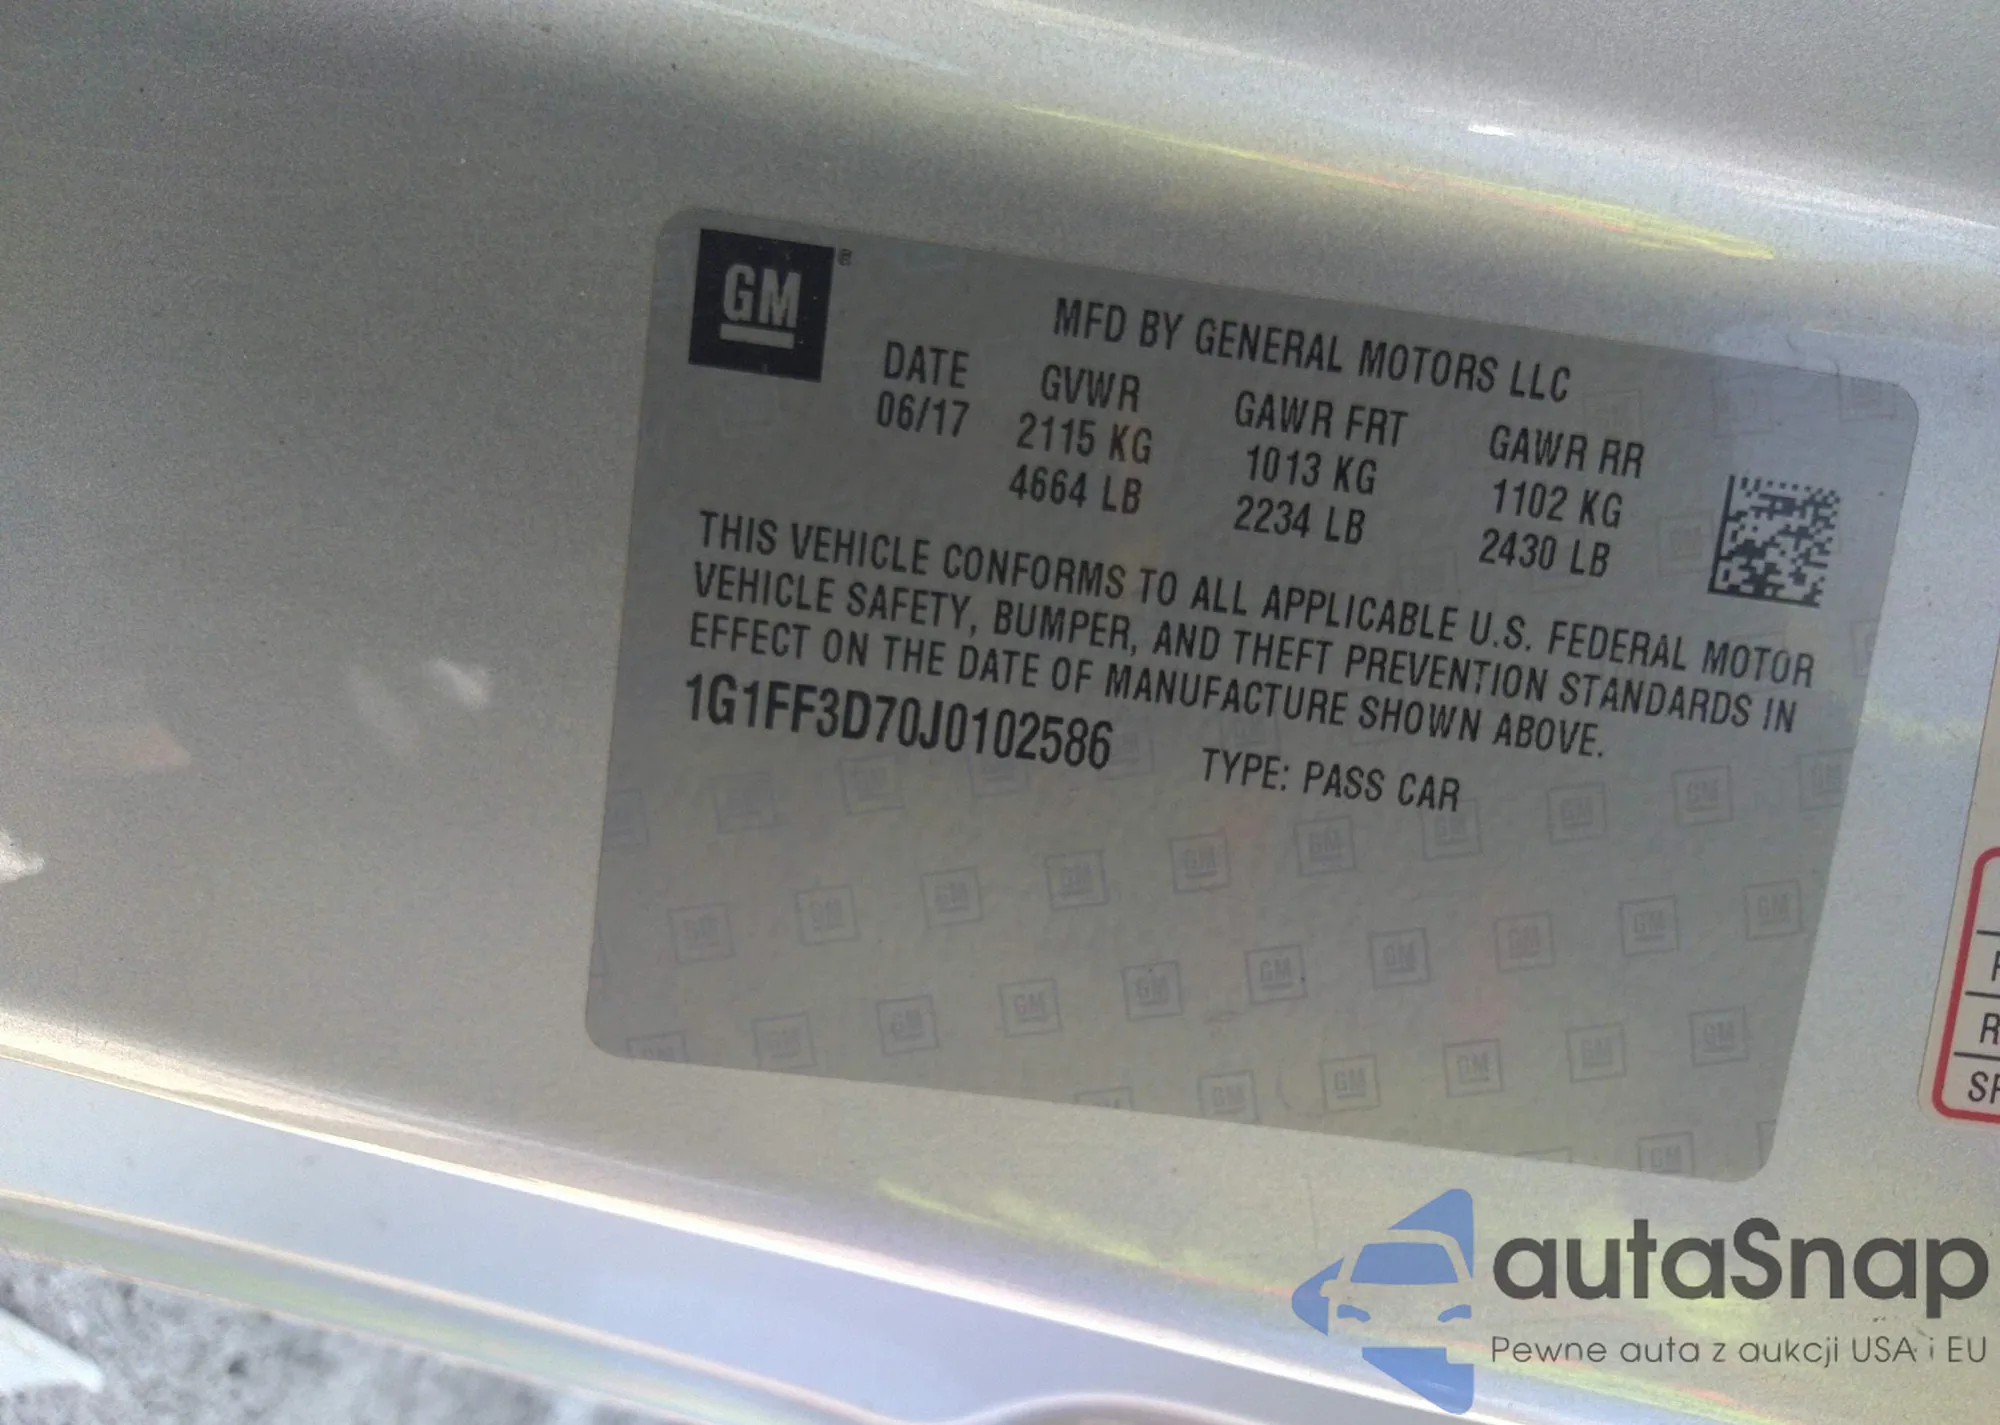 GM®
MFD BY GENERAL MOTORS LLC
DATE GVWR GAWR FRT GAWR RR
06/17 2115 KG 1013 KG 1102 KG
4664 LB 2234 LB 2430 LB
THIS VEHICLE CONFORMS TO ALL APPLICABLE U.S. FEDERAL MOTOR
VEHICLE SAFETY, BUMPER, AND THEFT PREVENTION STANDARDS IN
EFFECT ON THE DATE OF MANUFACTURE SHOWN ABOVE.
1G1FF3D70J0102586 TYPE: PASS CAR
autaSnap
Pewne auta z aukcji USA i EU